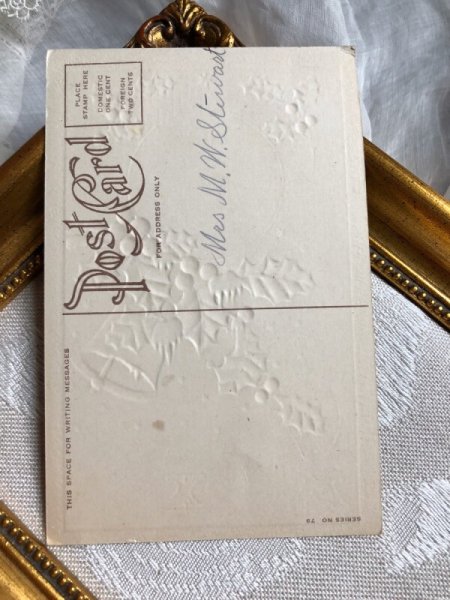 PLACE
STAMP HERE
DOMESTIC
ONE CENT
FOREIGN
TWO CENTS
Post Card
FOR ADDRESS ONLY
Mrs M. W. Stewart
THIS SPACE FOR WRITING MESSAGES
SERIES NO 79